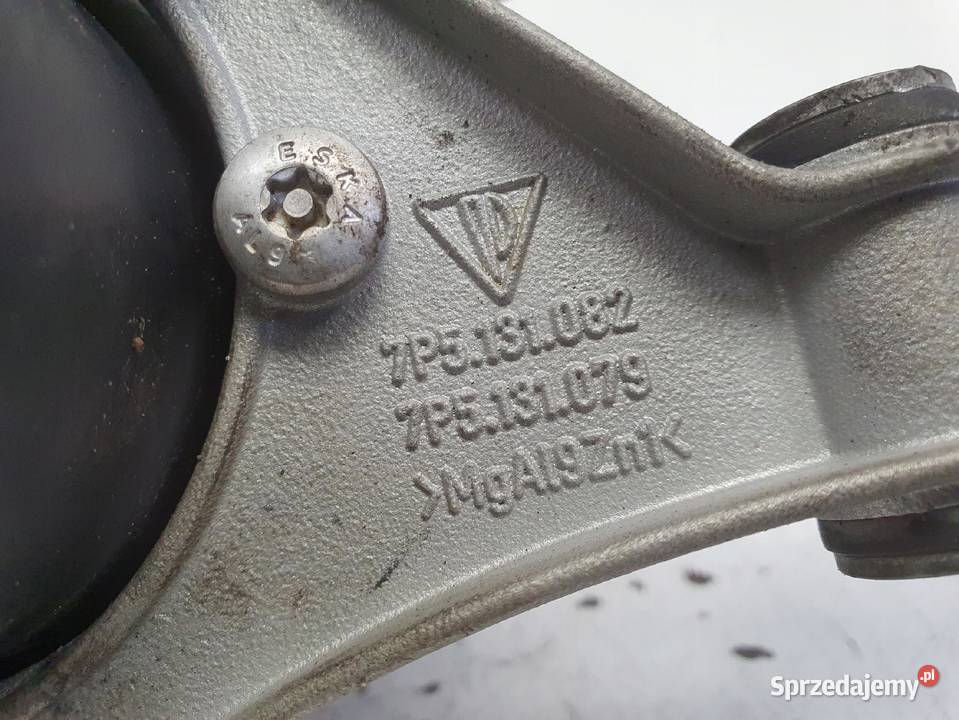 ESKA
AL9
7P5.131.082
7P5.131.079
>MgAl9Zn1<
Sprzedajemy.pl